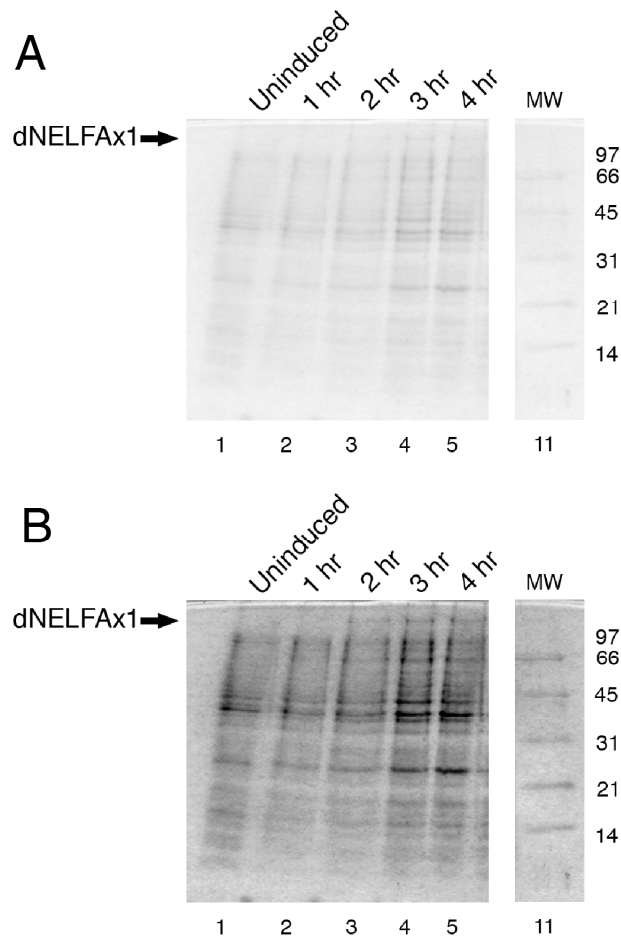 A
Uninduced
1 hr
2 hr
3 hr
4 hr
MW
dNELFAx1
97
66
45
31
21
14
1 2 3 4 5 11
B
Uninduced
1 hr
2 hr
3 hr
4 hr
MW
dNELFAx1
97
66
45
31
21
14
1 2 3 4 5 11